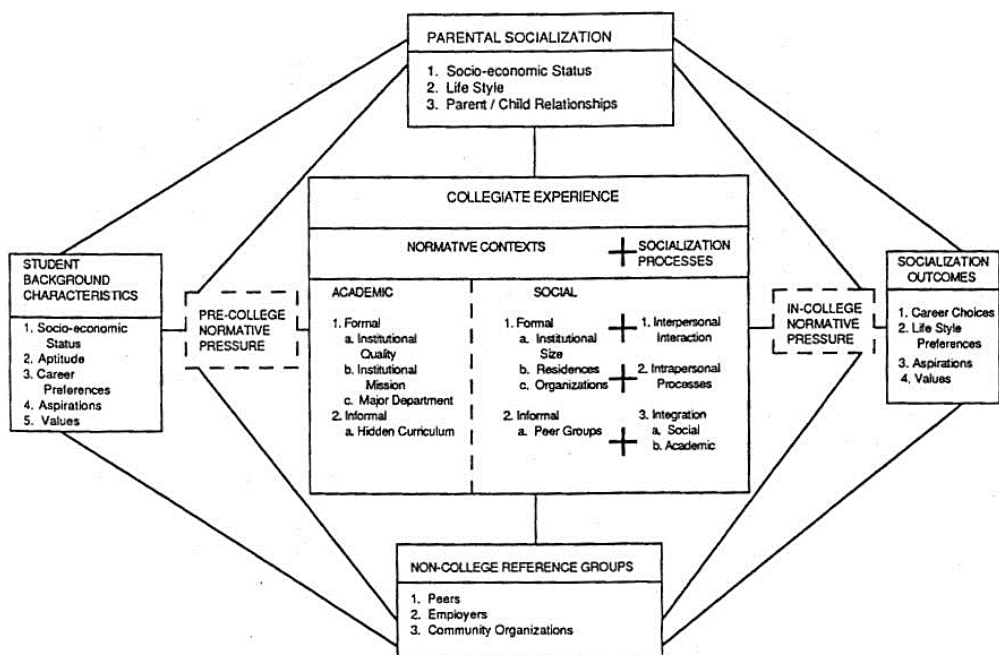 PARENTAL SOCIALIZATION
1. Socio-economic Status
2. Life Style
3. Parent / Child Relationships
STUDENT
BACKGROUND
CHARACTERISTICS
1. Socio-economic
Status
2. Aptitude
3. Career
Preferences
4. Aspirations
5. Values
PRE-COLLEGE
NORMATIVE
PRESSURE
COLLEGIATE EXPERIENCE
NORMATIVE CONTEXTS
+
SOCIALIZATION
PROCESSES
ACADEMIC
1. Formal
a. Institutional
Quality
b. Institutional
Mission
c. Major Department
2. Informal
a. Hidden Curriculum
SOCIAL
1. Formal
a. Institutional
Size
b. Residences
c. Organizations
2. Informal
a. Peer Groups
+
+
+
1. Interpersonal
Interaction
2. Intrapersonal
Processes
3. Integration
a. Social
b. Academic
IN-COLLEGE
NORMATIVE
PRESSURE
SOCIALIZATION
OUTCOMES
1. Career Choices
2. Life Style
Preferences
3. Aspirations
4. Values
NON-COLLEGE REFERENCE GROUPS
1. Peers
2. Employers
3. Community Organizations